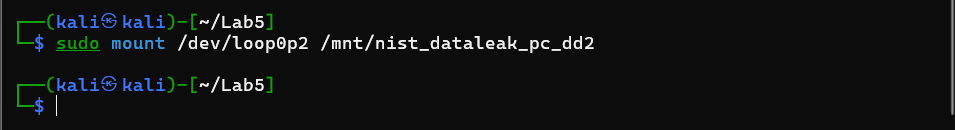 ┌──(kali㉿kali)-[~/Lab5]
└─$ sudo mount /dev/loop0p2 /mnt/nist_dataleak_pc_dd2
┌──(kali㉿kali)-[~/Lab5]
└─$